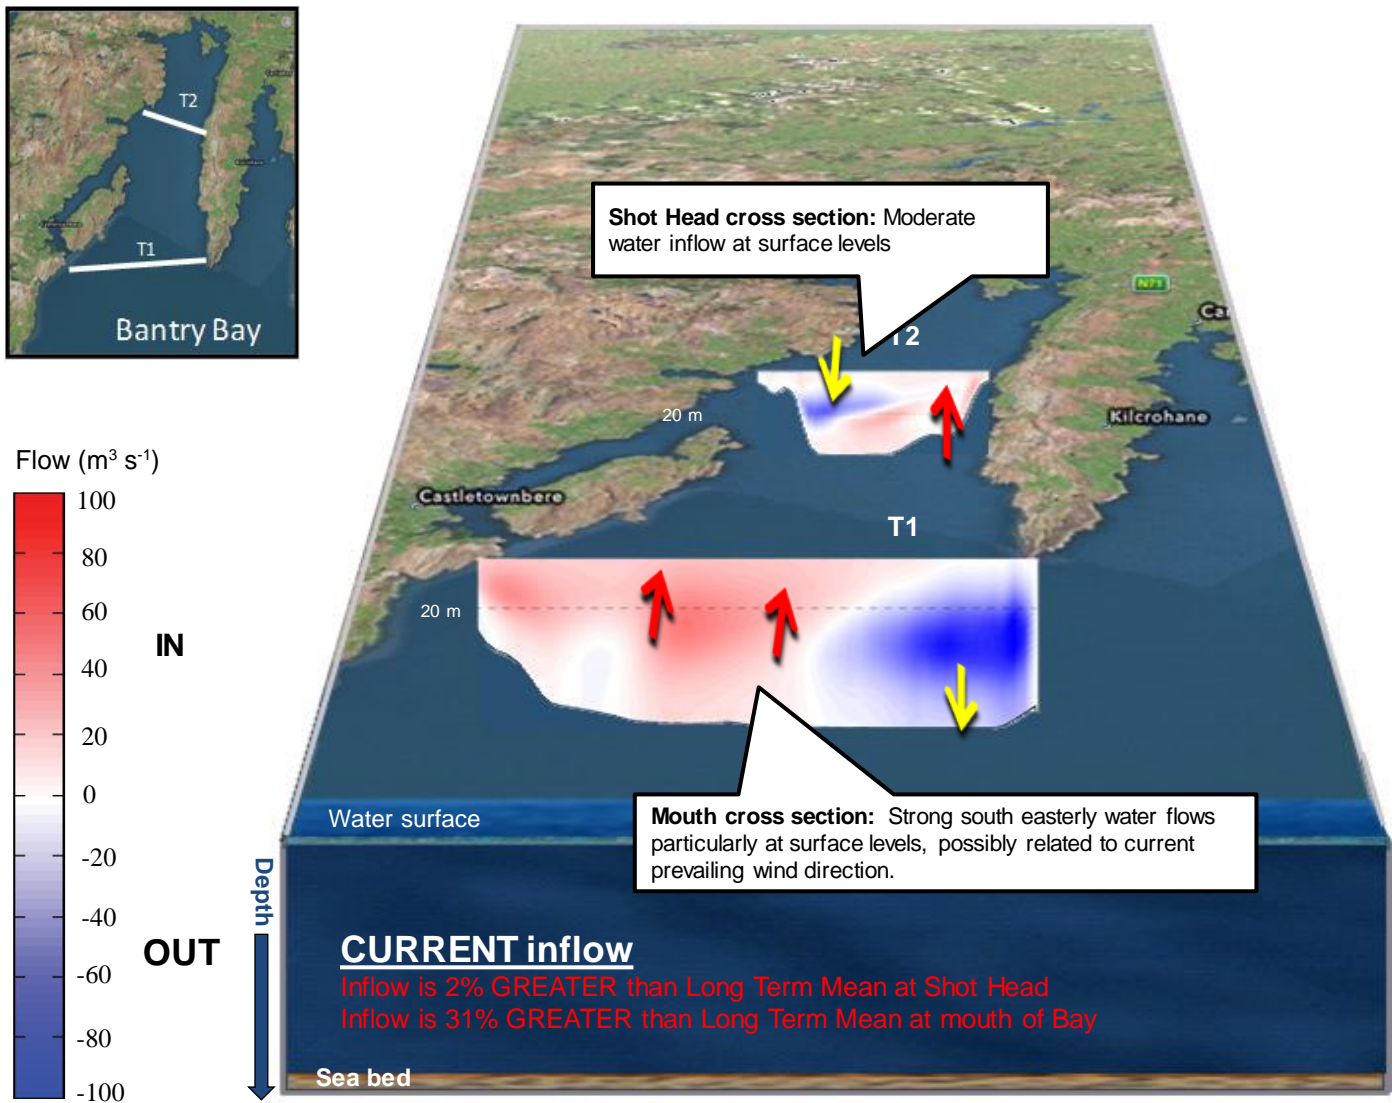 T2
T1
Bantry Bay
Shot Head cross section: Moderate
water inflow at surface levels
N71
T2
20 m
Kilcrohane
Castletownbere
T1
20 m
Flow (m³ s⁻¹)
100
80
60
40
20
0
-20
-40
-60
-80
-100
IN
OUT
Water surface
Depth
Mouth cross section: Strong south easterly water flows
particularly at surface levels, possibly related to current
prevailing wind direction.
CURRENT inflow
Inflow is 2% GREATER than Long Term Mean at Shot Head
Inflow is 31% GREATER than Long Term Mean at mouth of Bay
Sea bed